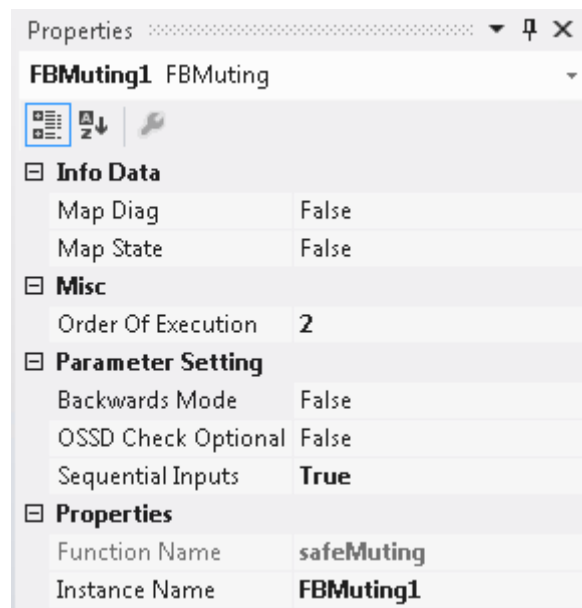 Properties
FBMuting1 FBMuting
Info Data
Map Diag False
Map State False
Misc
Order Of Execution 2
Parameter Setting
Backwards Mode False
OSSD Check Optional False
Sequential Inputs True
Properties
Function Name safeMuting
Instance Name FBMuting1